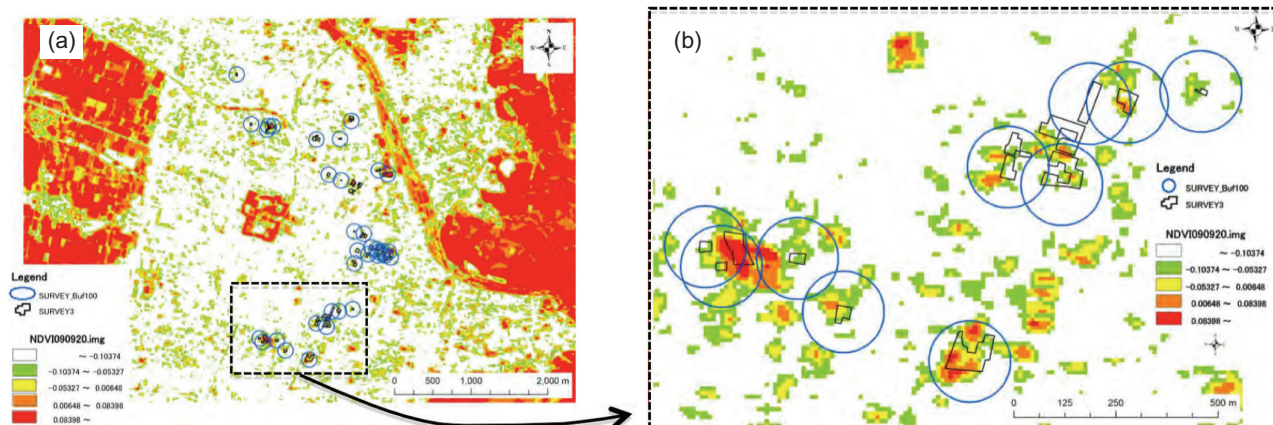 (a)
N
W E
S
Legend
SURVEY_Buf100
SURVEY3
NDVI090920.img
~ -0.10374
-0.10374 ~ -0.05327
-0.05327 ~ 0.00648
0.00648 ~ 0.08398
0.08398 ~
0 500 1,000 2,000 m
(b)
N
W E
S
Legend
SURVEY_Buf100
SURVEY3
NDVI090920.img
~ -0.10374
-0.10374 ~ -0.05327
-0.05327 ~ 0.00648
0.00648 ~ 0.08398
0.08398 ~
0 125 250 500 m